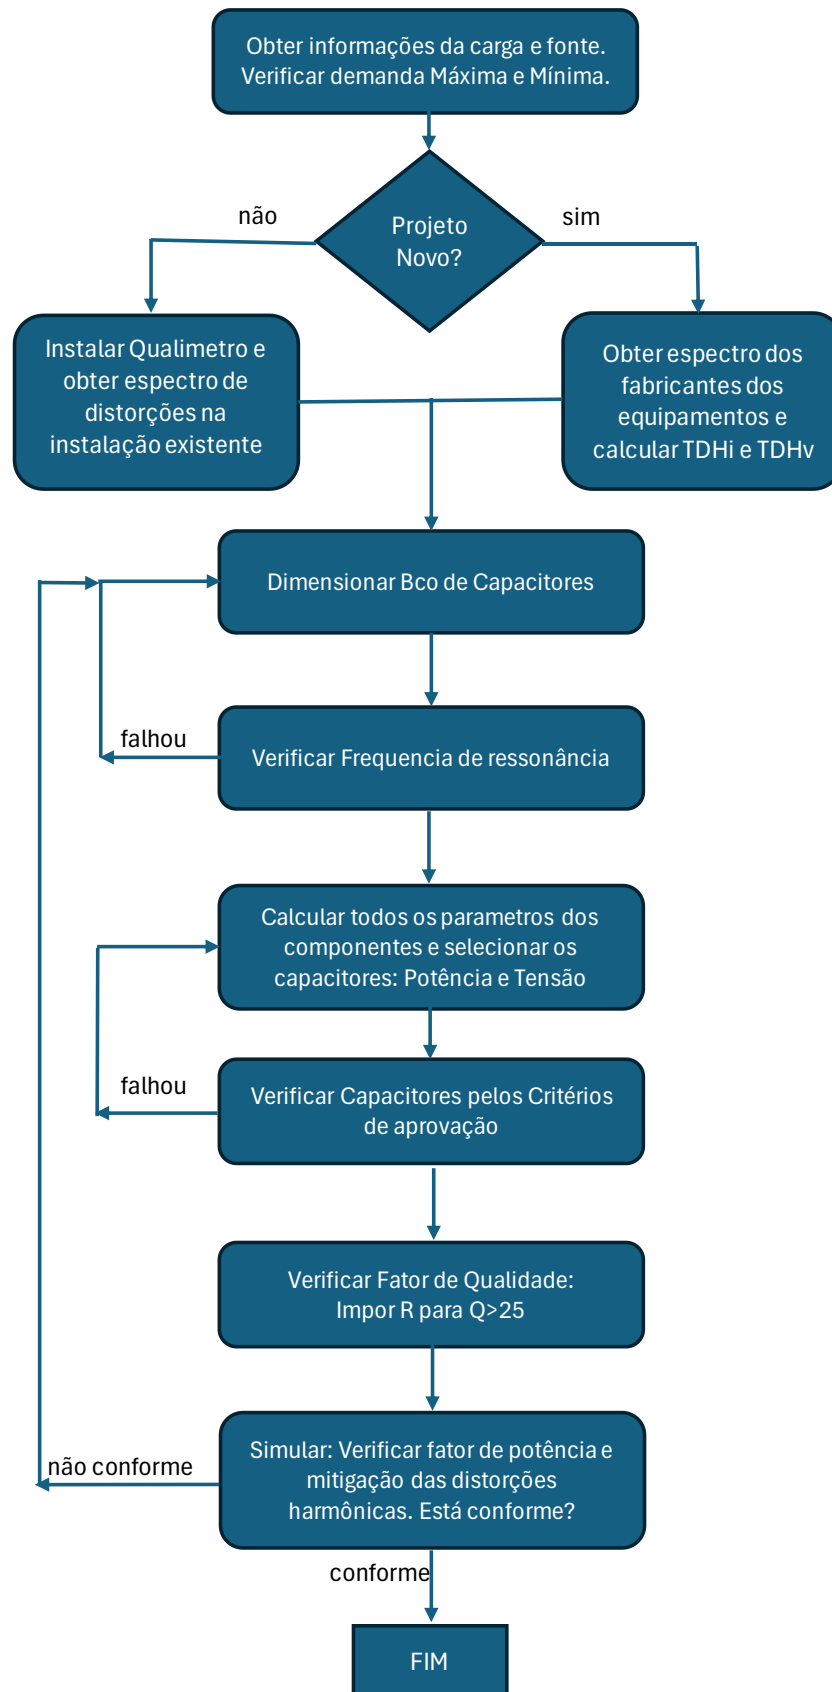 Obter informações da carga e fonte.
Verificar demanda Máxima e Mínima.
não
Projeto
Novo?
sim
Instalar Qualimetro e
obter espectro de
distorções na
instalação existente
Obter espectro dos
fabricantes dos
equipamentos e
calcular TDHi e TDHv
Dimensionar Bco de Capacitores
falhou
Verificar Frequencia de ressonância
Calcular todos os parametros dos
componentes e selecionar os
capacitores: Potência e Tensão
falhou
Verificar Capacitores pelos Critérios
de aprovação
Verificar Fator de Qualidade:
Impor R para Q>25
não conforme
Simular: Verificar fator de potência e
mitigação das distorções
harmônicas. Está conforme?
conforme
FIM